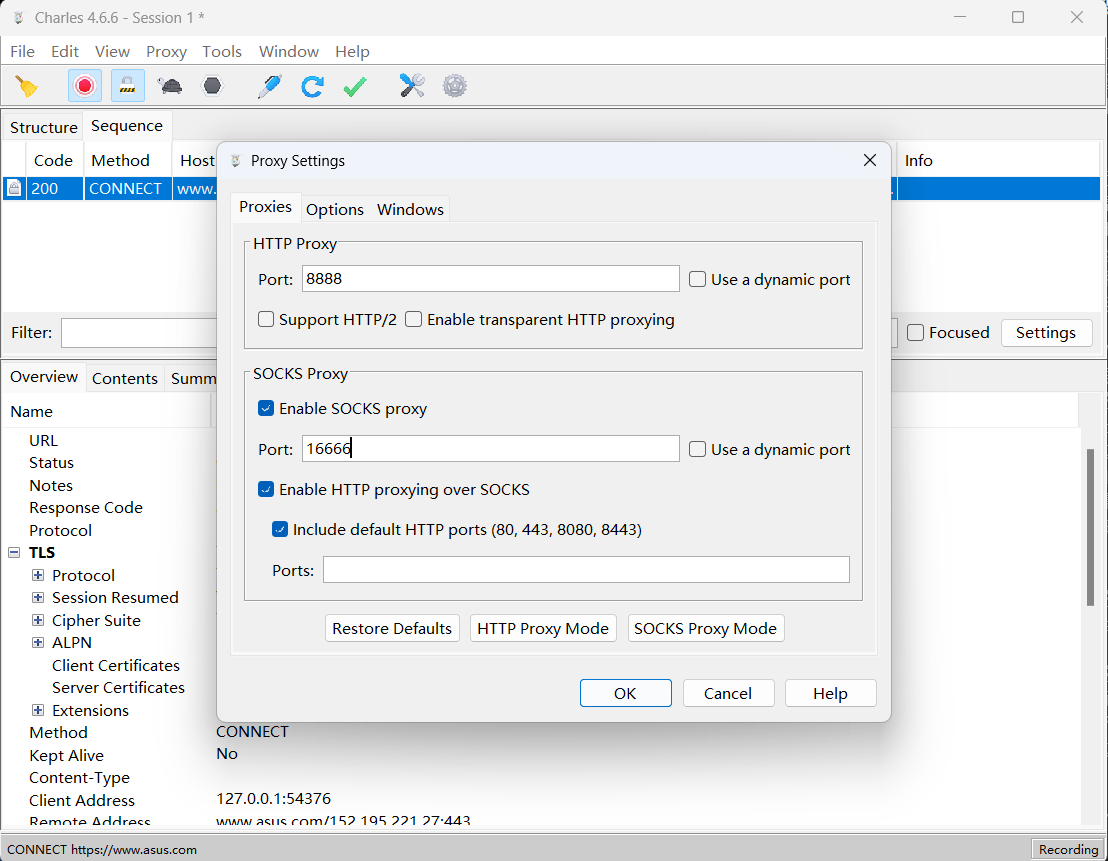 Charles 4.6.6 - Session 1 *
File Edit View Proxy Tools Window Help
Structure Sequence
Code Method Host Info
200 CONNECT www.
Proxy Settings
Proxies Options Windows
HTTP Proxy
Port: 8888 Use a dynamic port
Support HTTP/2 Enable transparent HTTP proxying
Filter: Focused Settings
SOCKS Proxy
Enable SOCKS proxy
Port: 16666 Use a dynamic port
Enable HTTP proxying over SOCKS
Include default HTTP ports (80, 443, 8080, 8443)
Ports:
Restore Defaults HTTP Proxy Mode SOCKS Proxy Mode
OK Cancel Help
Overview Contents Summ
Name
URL
Status
Notes
Response Code
Protocol
TLS
Protocol
Session Resumed
Cipher Suite
ALPN
Client Certificates
Server Certificates
Extensions
Method CONNECT
Kept Alive No
Content-Type
Client Address 127.0.0.1:54376
Remote Address www.asus.com/152.195.221.27:443
CONNECT https://www.asus.com Recording